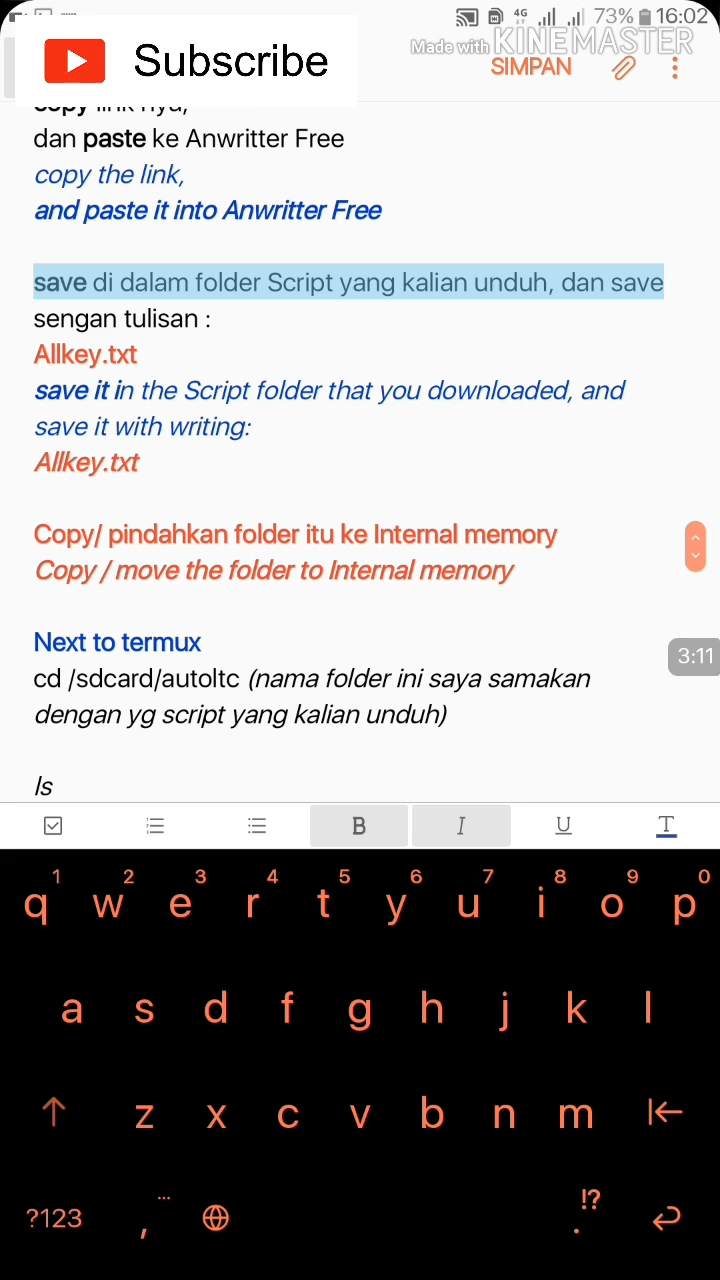 4G
73% 16:02
Subscribe
Made with KINEMASTER
SIMPAN
copy link nya,
dan paste ke Anwritter Free
copy the link,
and paste it into Anwritter Free
save di dalam folder Script yang kalian unduh, dan save
sengan tulisan :
Allkey.txt
save it in the Script folder that you downloaded, and
save it with writing:
Allkey.txt
Copy/ pindahkan folder itu ke Internal memory
Copy / move the folder to Internal memory
Next to termux
3:11
cd /sdcard/autoltc (nama folder ini saya samakan
dengan yg script yang kalian unduh)
ls
B I U T
1 2 3 4 5 6 7 8 9 0
q w e r t y u i o p
a s d f g h j k l
z x c v b n m
... !?
?123 , .